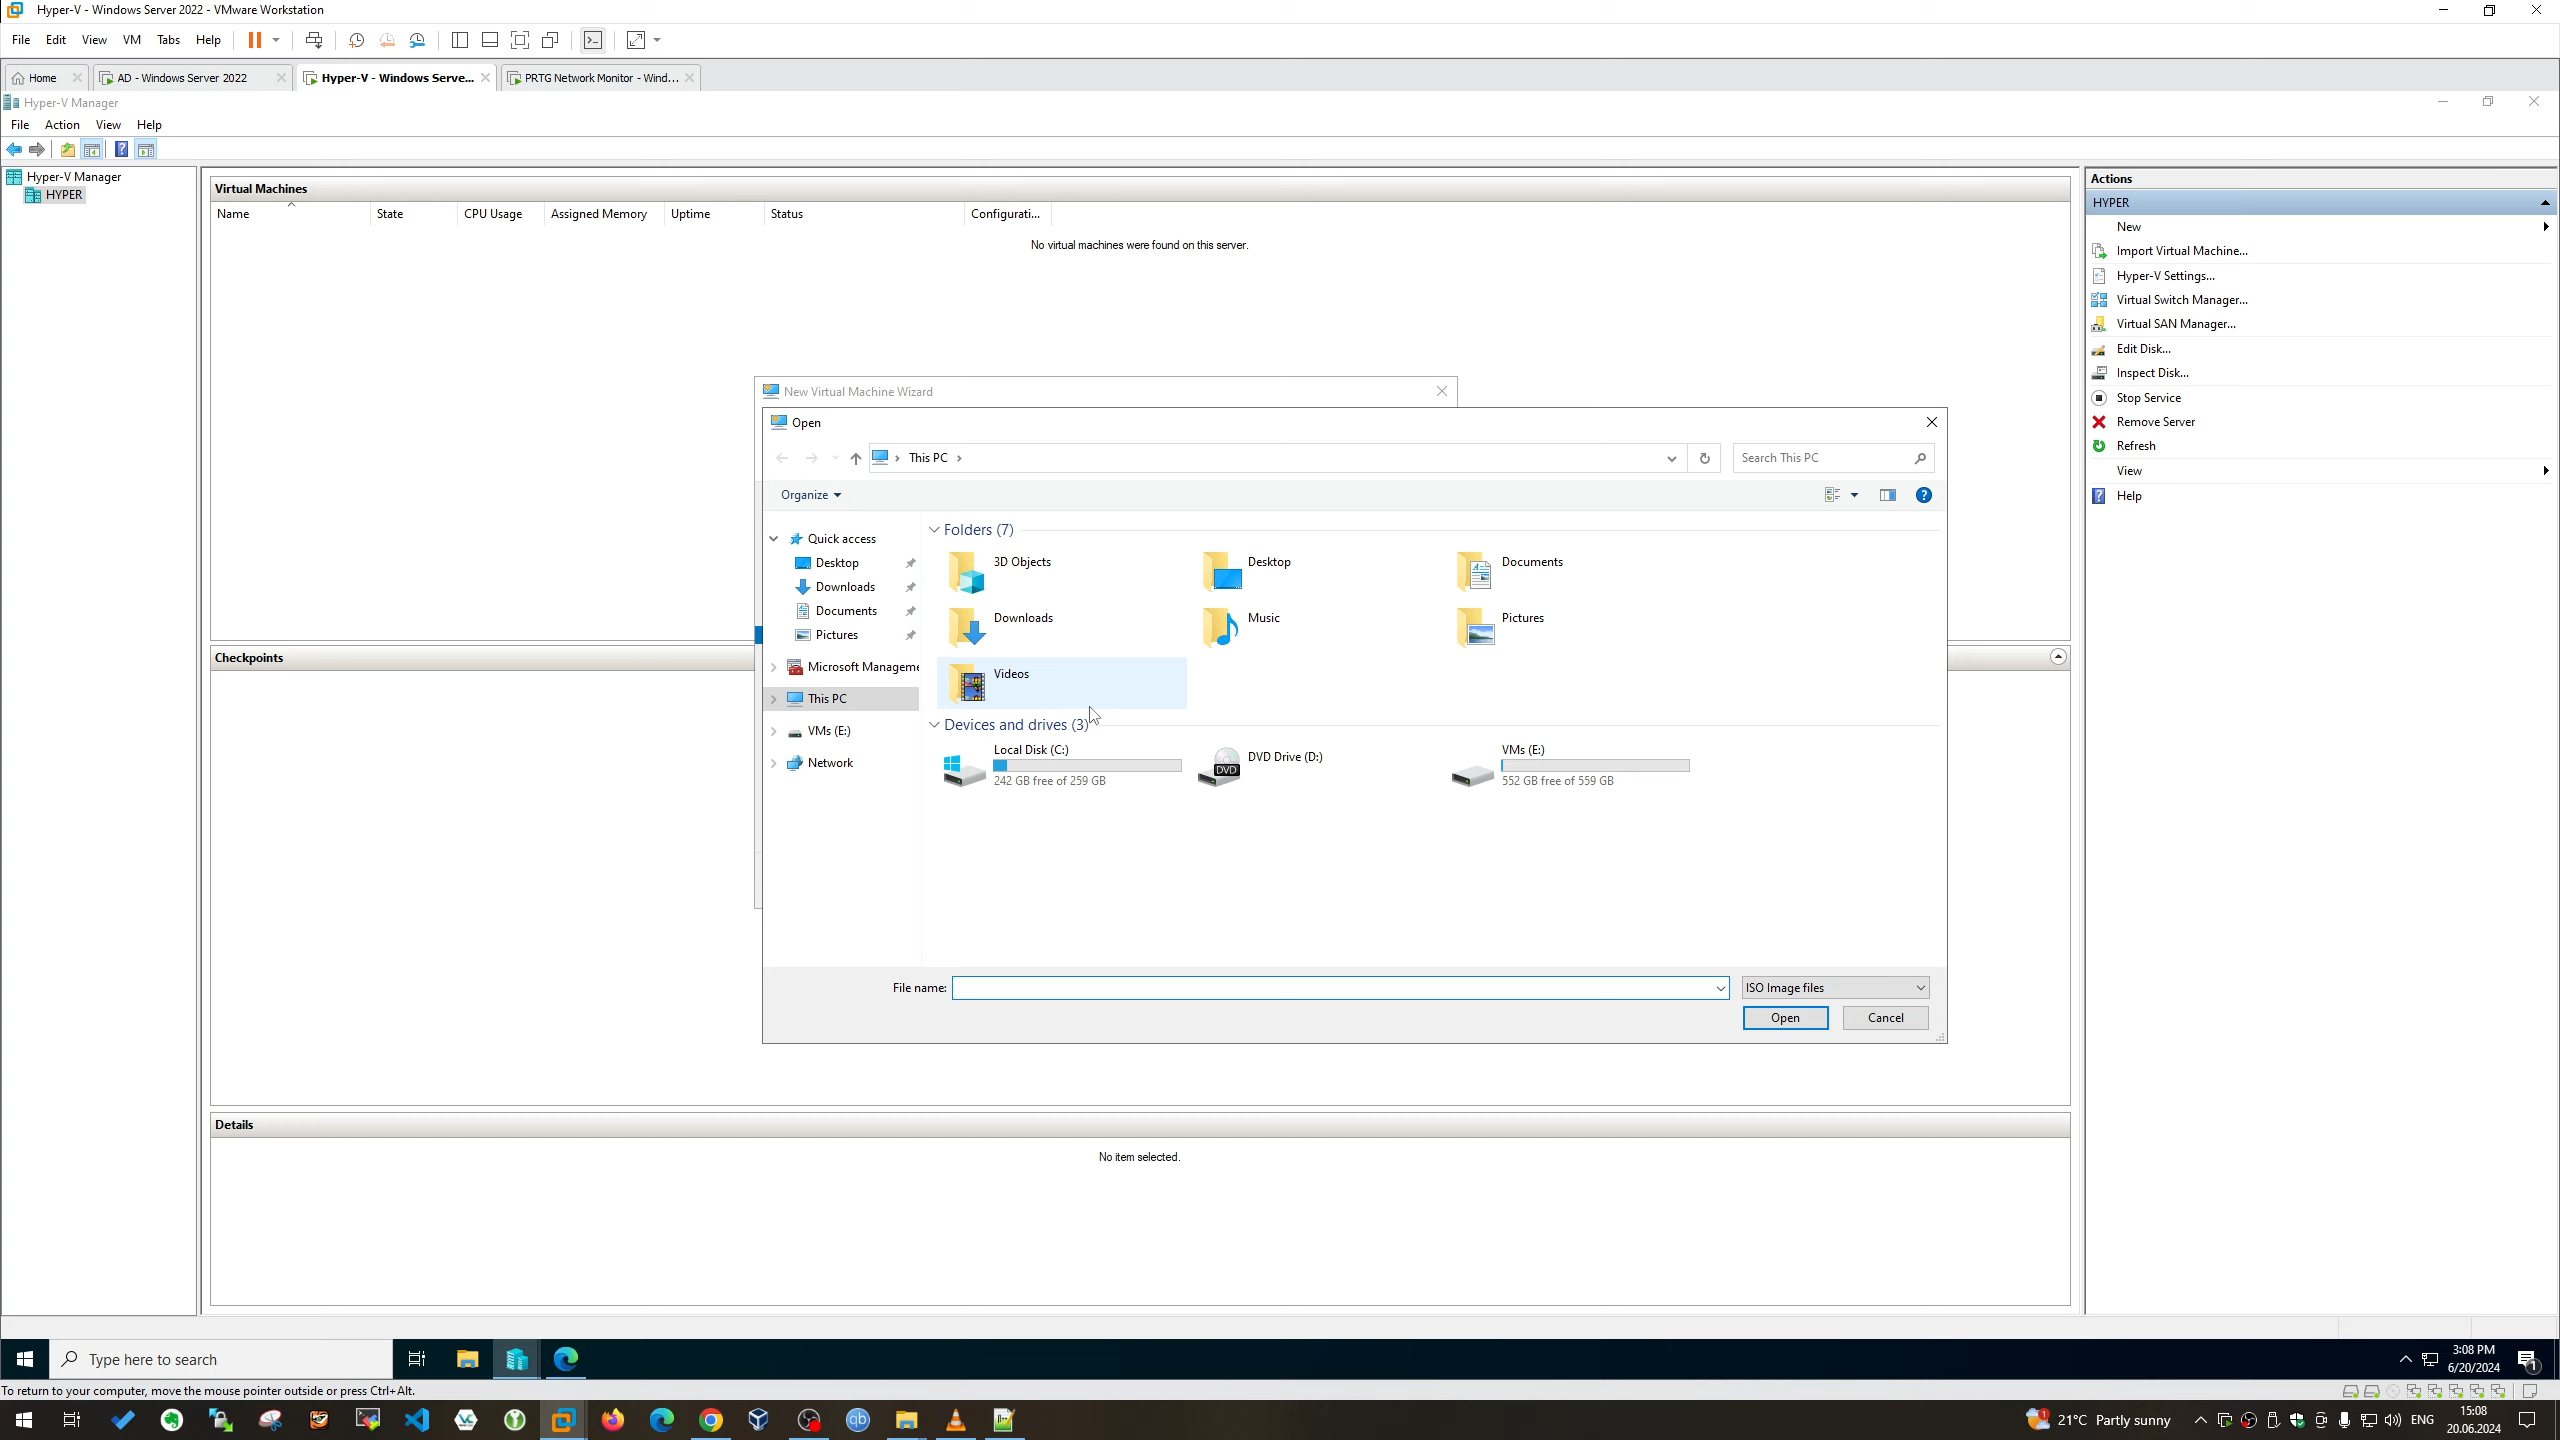 Hyper-V - Windows Server 2022 - VMware Workstation
File Edit View VM Tabs Help
Home
AD - Windows Server 2022
Hyper-V - Windows Serve...
PRTG Network Monitor - Wind...
Hyper-V Manager
File Action View Help
Hyper-V Manager
HYPER
Virtual Machines
Name State CPU Usage Assigned Memory Uptime Status Configurati...
No virtual machines were found on this server.
Actions
HYPER
New
Import Virtual Machine...
Hyper-V Settings...
Virtual Switch Manager...
Virtual SAN Manager...
Edit Disk...
Inspect Disk...
Stop Service
Remove Server
Refresh
View
Help
New Virtual Machine Wizard
Open
This PC
Search This PC
Organize
Quick access
Desktop
Downloads
Documents
Pictures
Microsoft Manageme
This PC
VMs (E:)
Network
Folders (7)
3D Objects
Desktop
Documents
Downloads
Music
Pictures
Videos
Devices and drives (3)
Local Disk (C:)
242 GB free of 259 GB
DVD Drive (D:)
DVD
VMs (E:)
552 GB free of 559 GB
File name:
ISO Image files
Open
Cancel
Checkpoints
Details
No item selected.
Type here to search
3:08 PM
6/20/2024
1
To return to your computer, move the mouse pointer outside or press Ctrl+Alt.
qb
1
21°C Partly sunny
ENG
15:08
20.06.2024